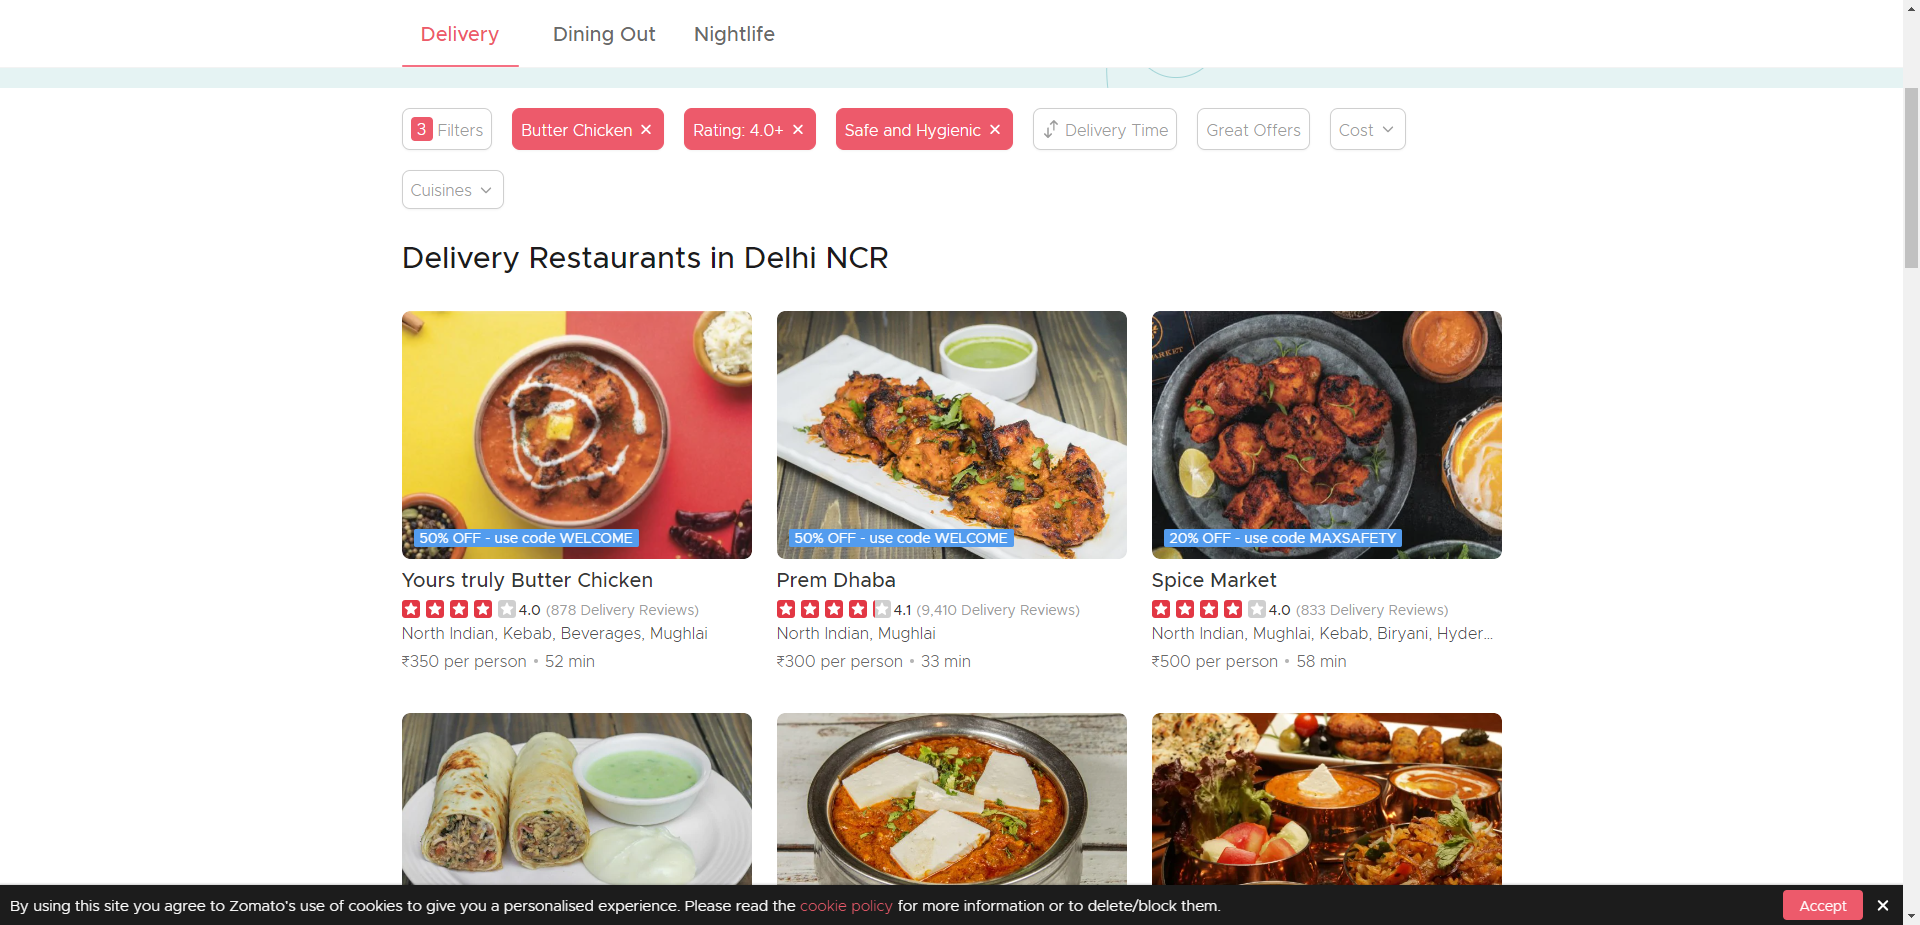 Delivery
Dining Out
Nightlife
3 Filters
Butter Chicken ✕
Rating: 4.0+ ✕
Safe and Hygienic ✕
Delivery Time
Great Offers
Cost
Cuisines
Delivery Restaurants in Delhi NCR
50% OFF - use code WELCOME
Yours truly Butter Chicken
4.0 (878 Delivery Reviews)
North Indian, Kebab, Beverages, Mughlai
₹350 per person • 52 min
50% OFF - use code WELCOME
Prem Dhaba
4.1 (9,410 Delivery Reviews)
North Indian, Mughlai
₹300 per person • 33 min
ARKET
20% OFF - use code MAXSAFETY
Spice Market
4.0 (833 Delivery Reviews)
North Indian, Mughlai, Kebab, Biryani, Hyder...
₹500 per person • 58 min
By using this site you agree to Zomato's use of cookies to give you a personalised experience. Please read the cookie policy for more information or to delete/block them.
Accept ✕